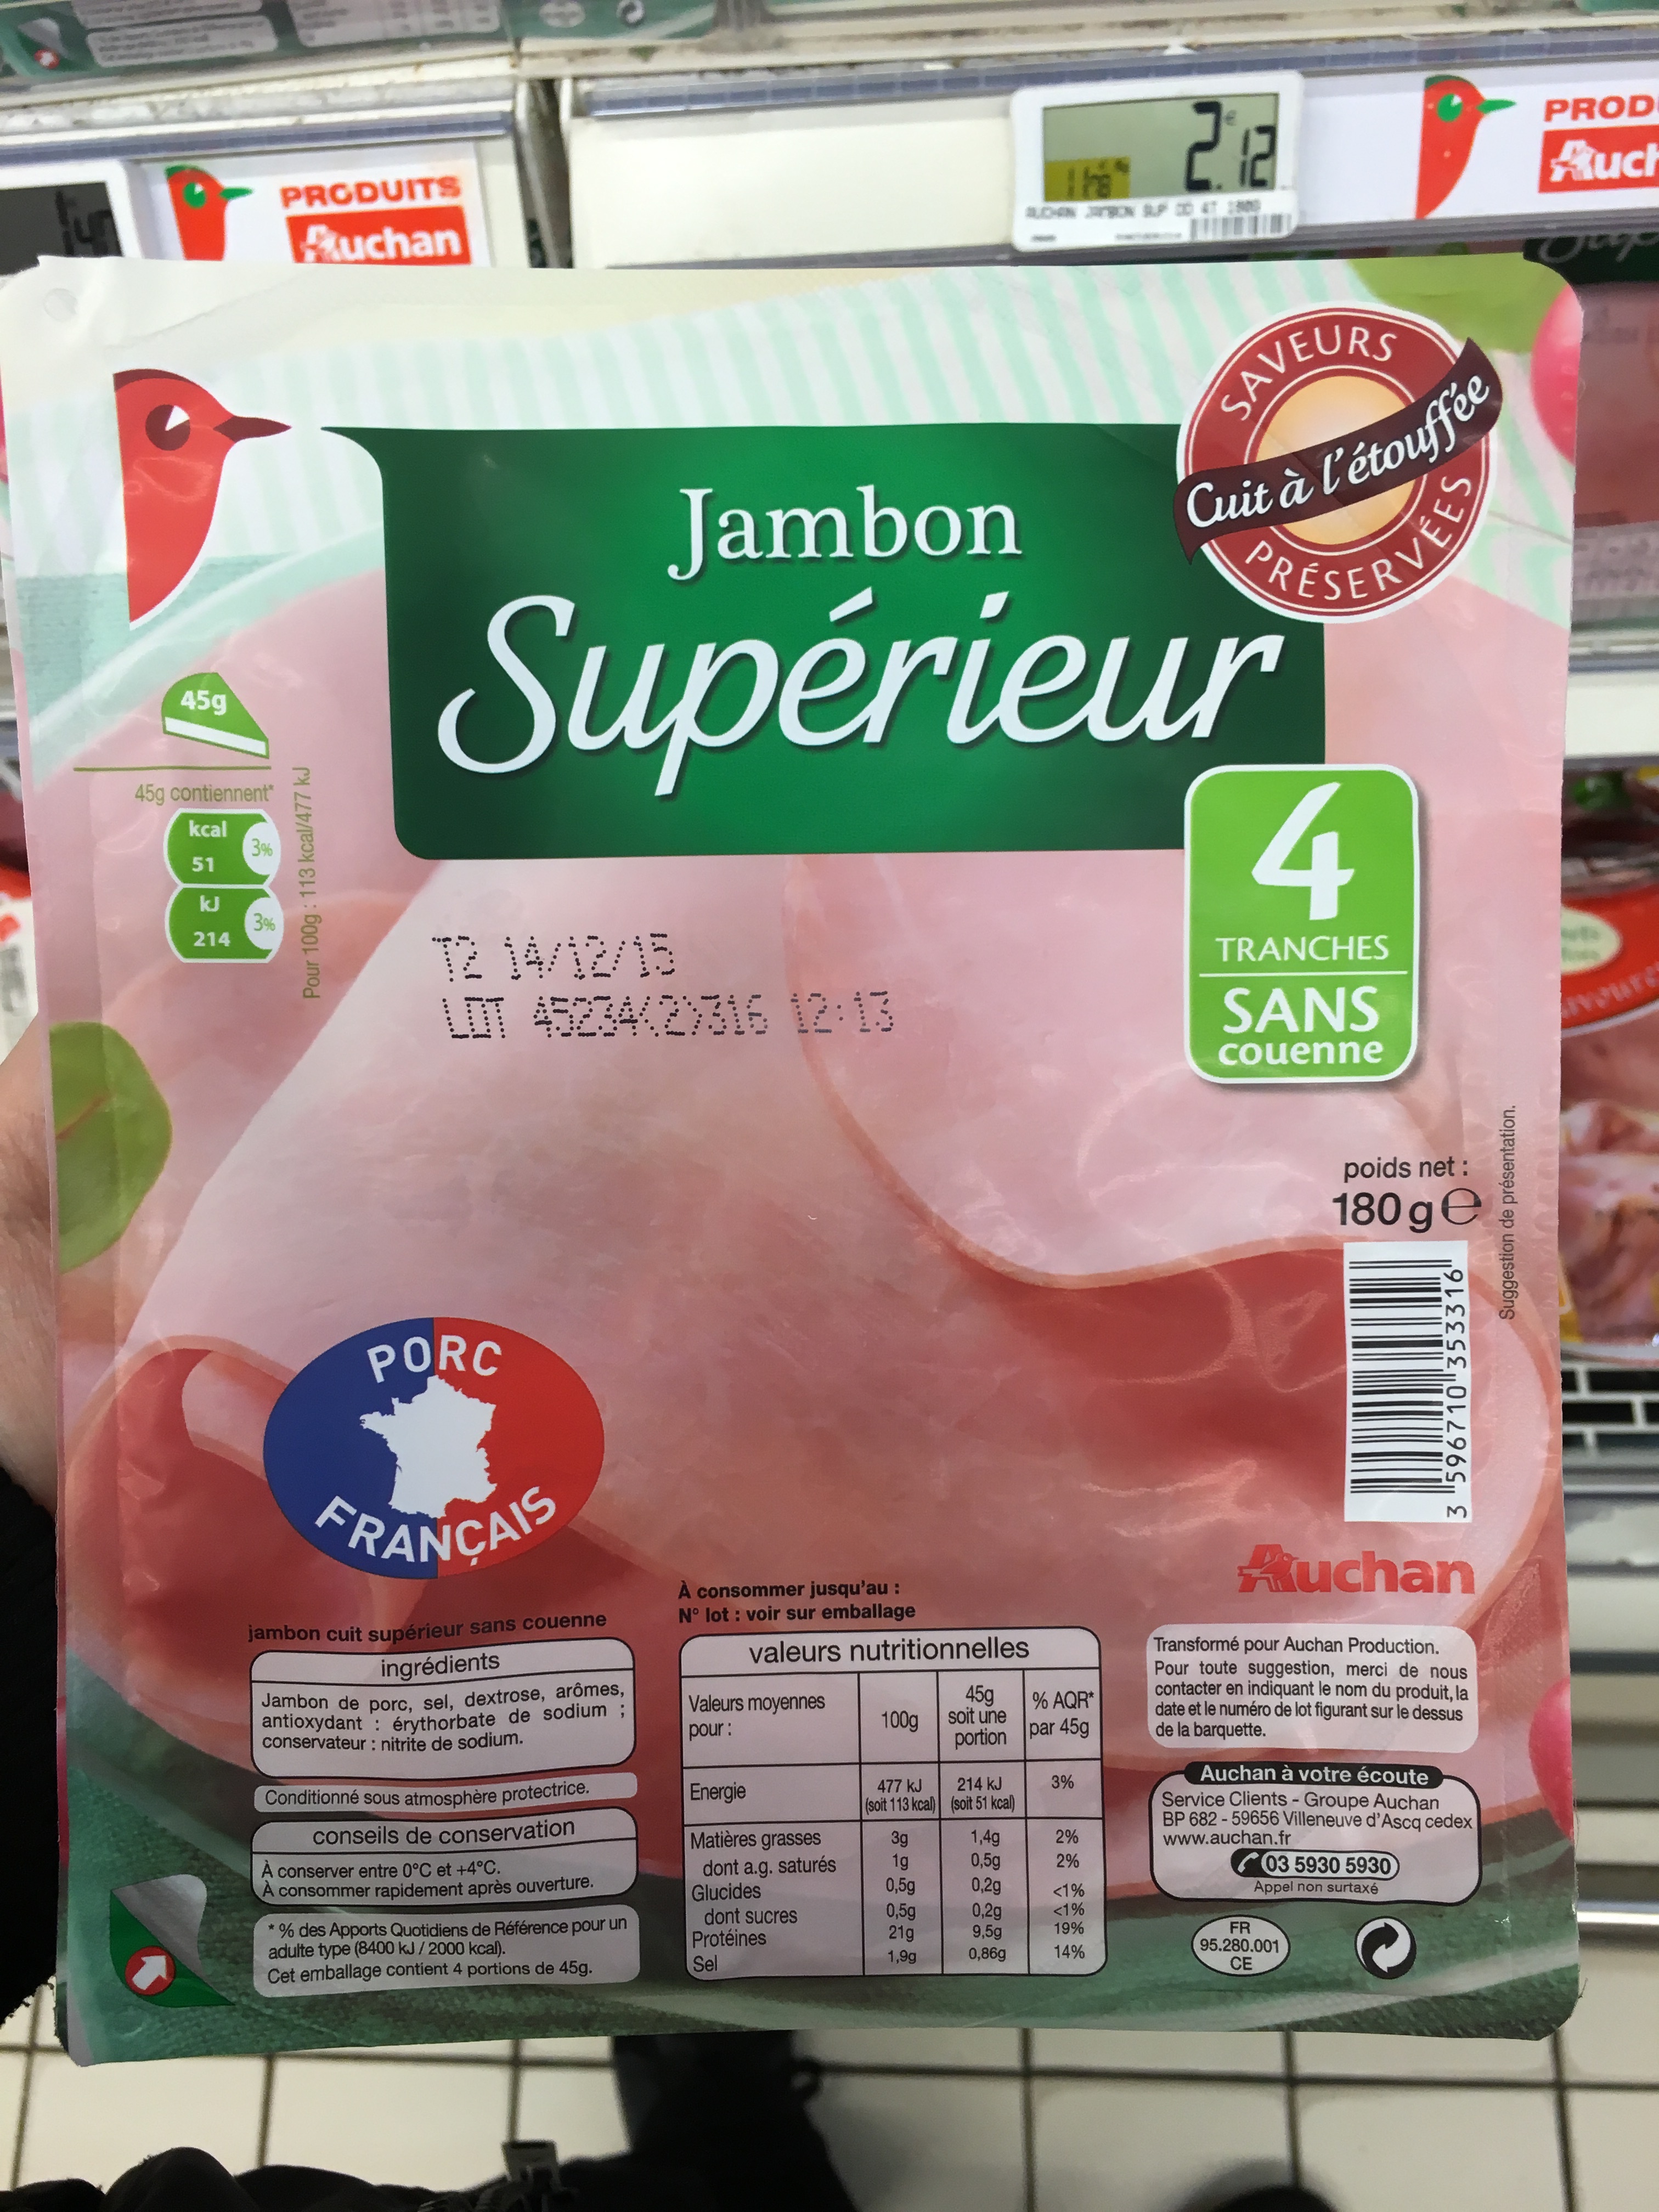 2.€12
AUCHAN JAMBON SUP DD 4T 180G
PRODUITS
Auchan
PROD
Auch
SAVEURS
Cuit à l'étouffée
PRÉSERVÉES
Jambon
Supérieur
45g
45g contiennent*
kcal
51
3%
kJ
214
3%
Pour 100g : 113 kcal/477 kJ
T2 14/12/15
LOT 45234(2)316 12:13
4
TRANCHES
SANS
couenne
poids net :
180 g e
Suggestion de présentation.
3 596710 353316
PORC
FRANÇAIS
Auchan
jambon cuit supérieur sans couenne
ingrédients
Jambon de porc, sel, dextrose, arômes,
antioxydant : érythorbate de sodium ;
conservateur : nitrite de sodium.
Conditionné sous atmosphère protectrice.
conseils de conservation
À conserver entre 0°C et +4°C.
À consommer rapidement après ouverture.
* % des Apports Quotidiens de Référence pour un
adulte type (8400 kJ / 2000 kcal).
Cet emballage contient 4 portions de 45g.
À consommer jusqu'au :
N° lot : voir sur emballage
valeurs nutritionnelles
Valeurs moyennes pour : 100g 45g soit une portion % AQR* par 45g
Energie 477 kJ (soit 113 kcal) 214 kJ (soit 51 kcal) 3%
Matières grasses 3g 1,4g 2%
dont a.g. saturés 1g 0,5g 2%
Glucides 0,5g 0,2g <1%
dont sucres 0,5g 0,2g <1%
Protéines 21g 9,5g 19%
Sel 1,9g 0,86g 14%
Transformé pour Auchan Production.
Pour toute suggestion, merci de nous
contacter en indiquant le nom du produit, la
date et le numéro de lot figurant sur le dessus
de la barquette.
Auchan à votre écoute
Service Clients - Groupe Auchan
BP 682 - 59656 Villeneuve d'Ascq cedex
www.auchan.fr
03 5930 5930
Appel non surtaxé
FR
95.280.001
CE